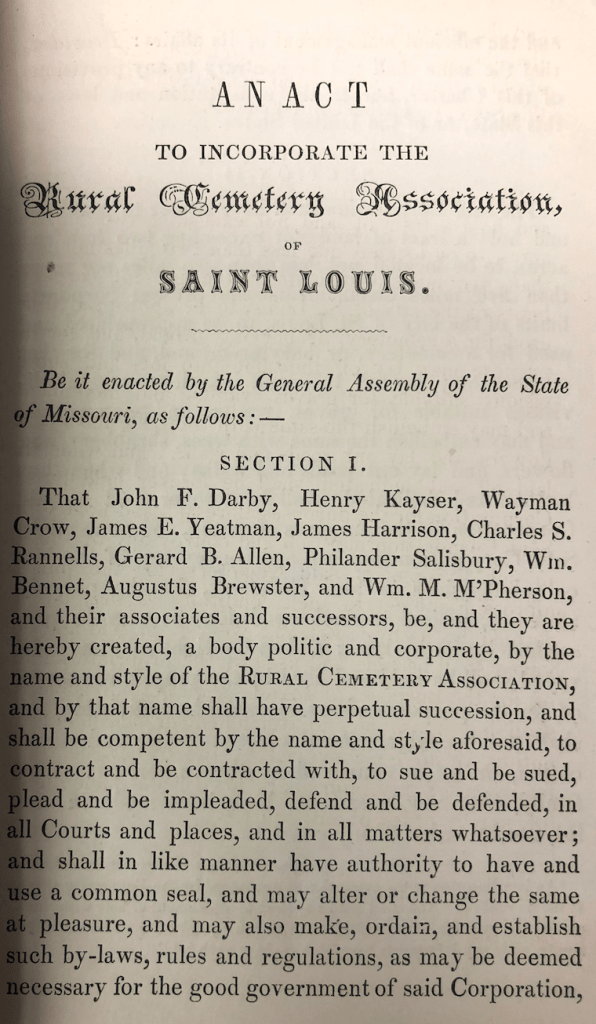 AN ACT
TO INCORPORATE THE
Rural Cemetery Association,
OF
SAINT LOUIS.
Be it enacted by the General Assembly of the State
of Missouri, as follows: —
SECTION I.
That John F. Darby, Henry Kayser, Wayman
Crow, James E. Yeatman, James Harrison, Charles S.
Rannells, Gerard B. Allen, Philander Salisbury, Wm.
Bennet, Augustus Brewster, and Wm. M. M'Pherson,
and their associates and successors, be, and they are
hereby created, a body politic and corporate, by the
name and style of the RURAL CEMETERY ASSOCIATION,
and by that name shall have perpetual succession, and
shall be competent by the name and style aforesaid, to
contract and be contracted with, to sue and be sued,
plead and be impleaded, defend and be defended, in
all Courts and places, and in all matters whatsoever;
and shall in like manner have authority to have and
use a common seal, and may alter or change the same
at pleasure, and may also make, ordain, and establish
such by-laws, rules and regulations, as may be deemed
necessary for the good government of said Corporation,